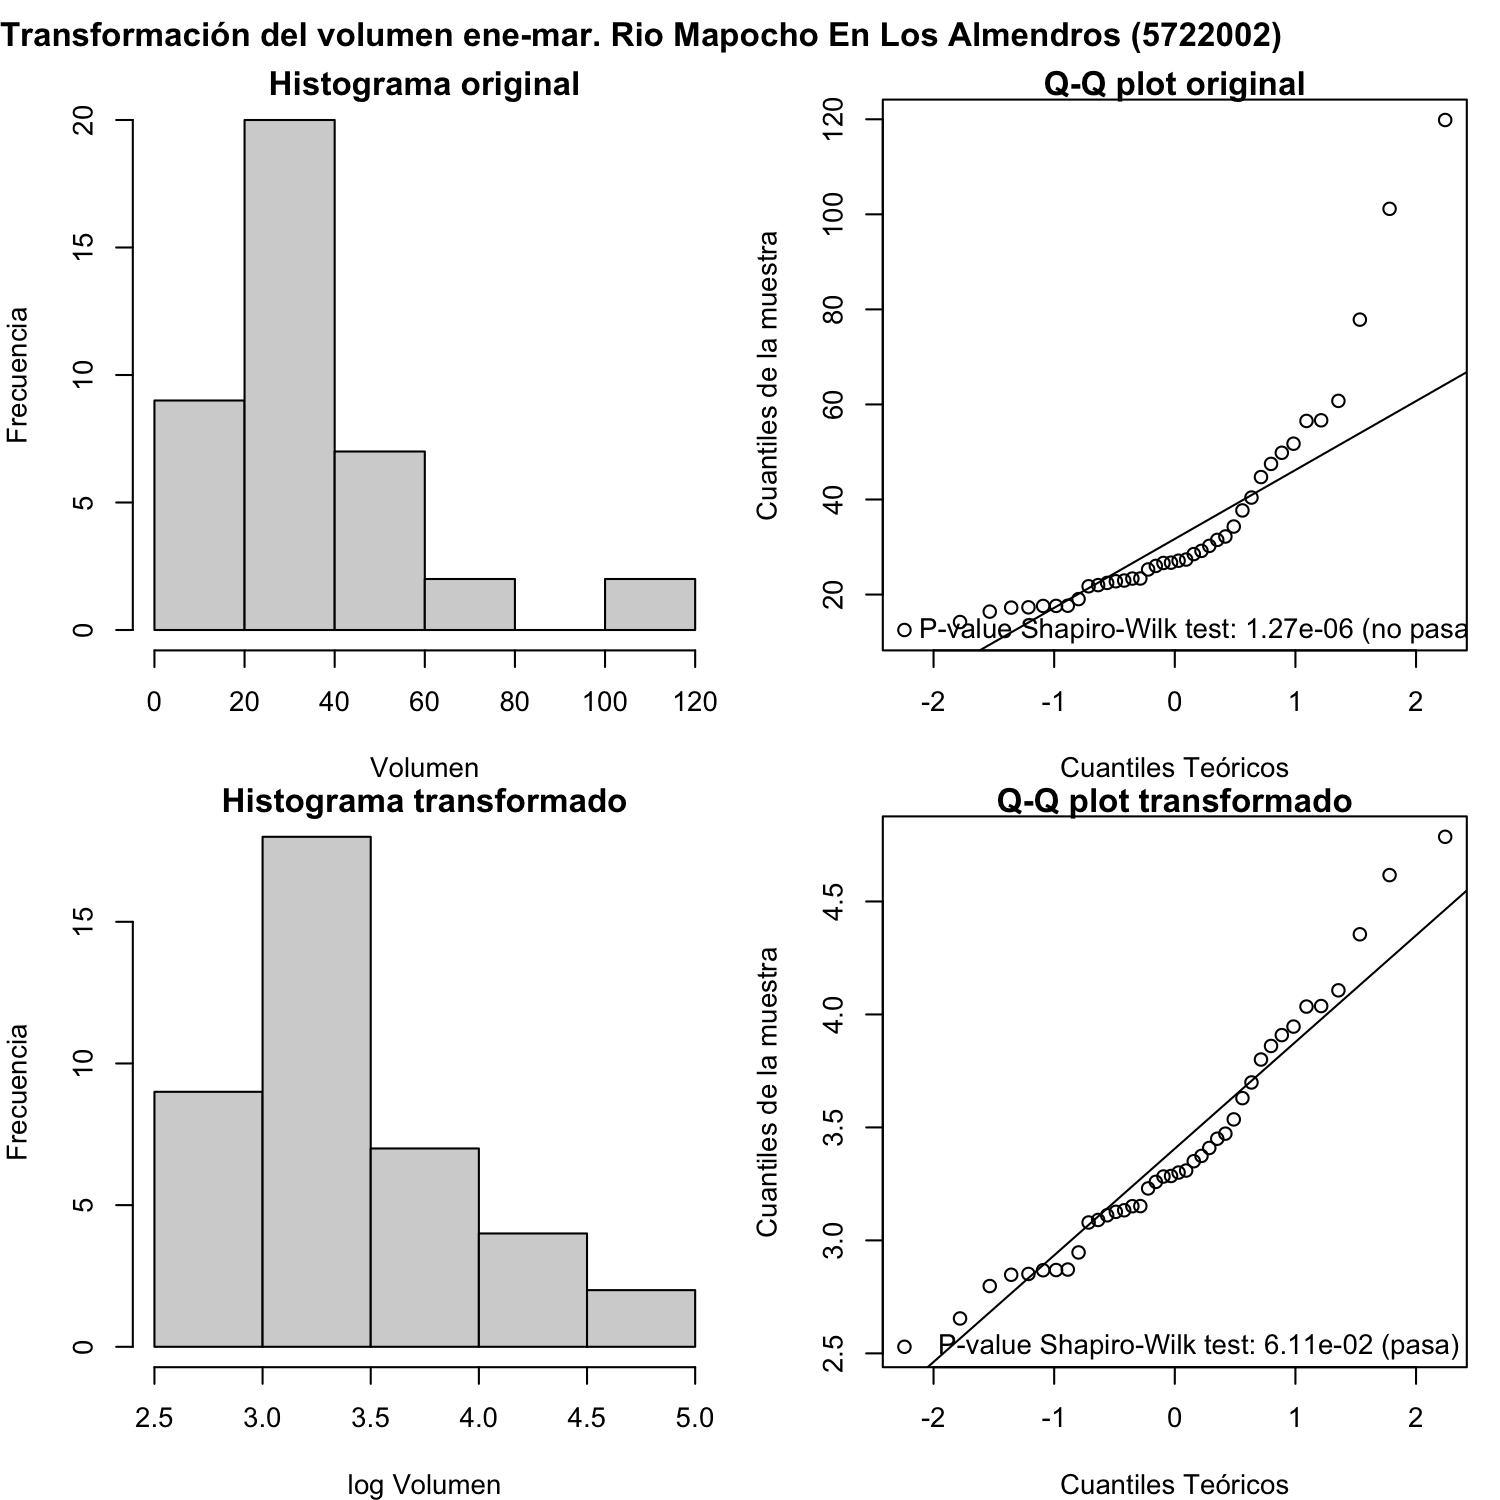 Transformación del volumen ene-mar. Rio Mapocho En Los Almendros (5722002)
Histograma original
Frecuencia
0 5 10 15 20
0 20 40 60 80 100 120
Volumen
Q-Q plot original
Cuantiles de la muestra
20 40 60 80 100 120
P-value Shapiro-Wilk test: 1.27e-06 (no pasa
-2 -1 0 1 2
Cuantiles Teóricos
Histograma transformado
Frecuencia
0 5 10 15
2.5 3.0 3.5 4.0 4.5 5.0
log Volumen
Q-Q plot transformado
Cuantiles de la muestra
2.5 3.0 3.5 4.0 4.5
P-value Shapiro-Wilk test: 6.11e-02 (pasa)
-2 -1 0 1 2
Cuantiles Teóricos